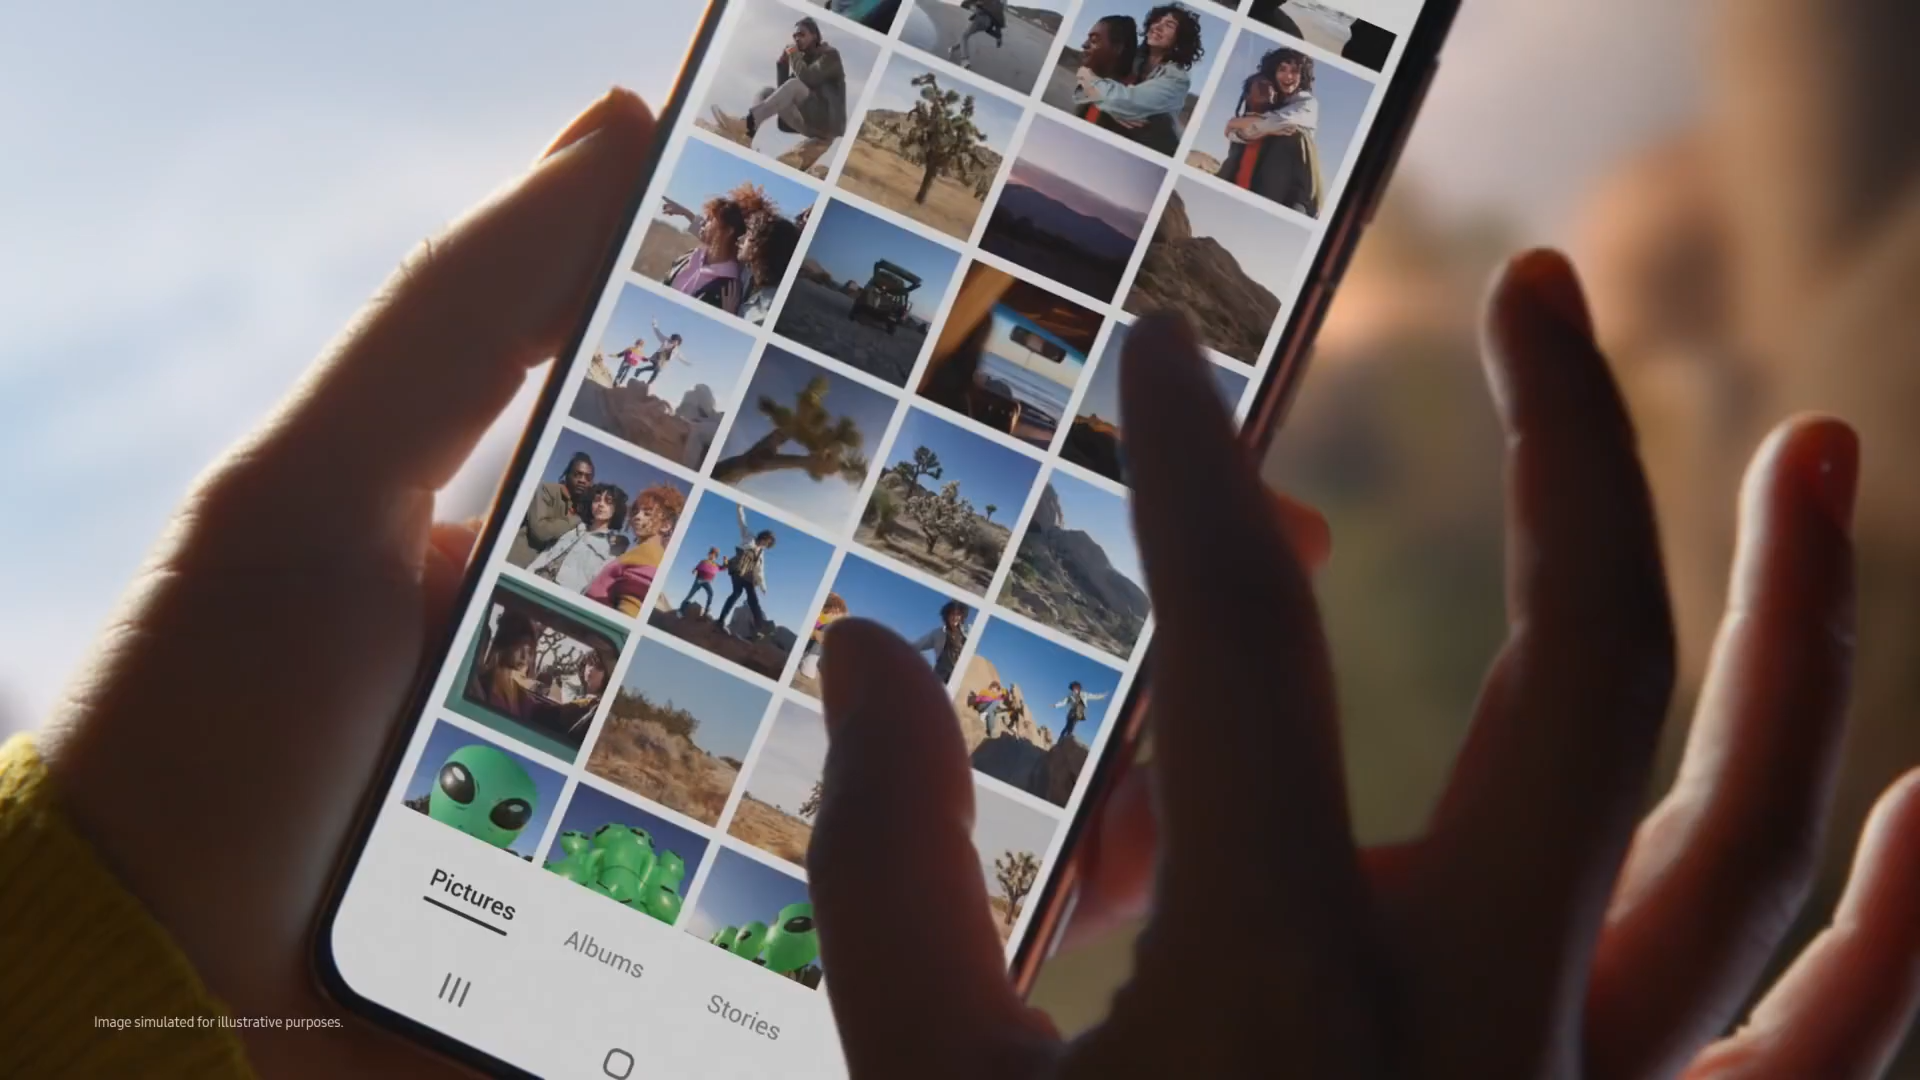 Pictures
Albums
Stories
Image simulated for illustrative purposes.